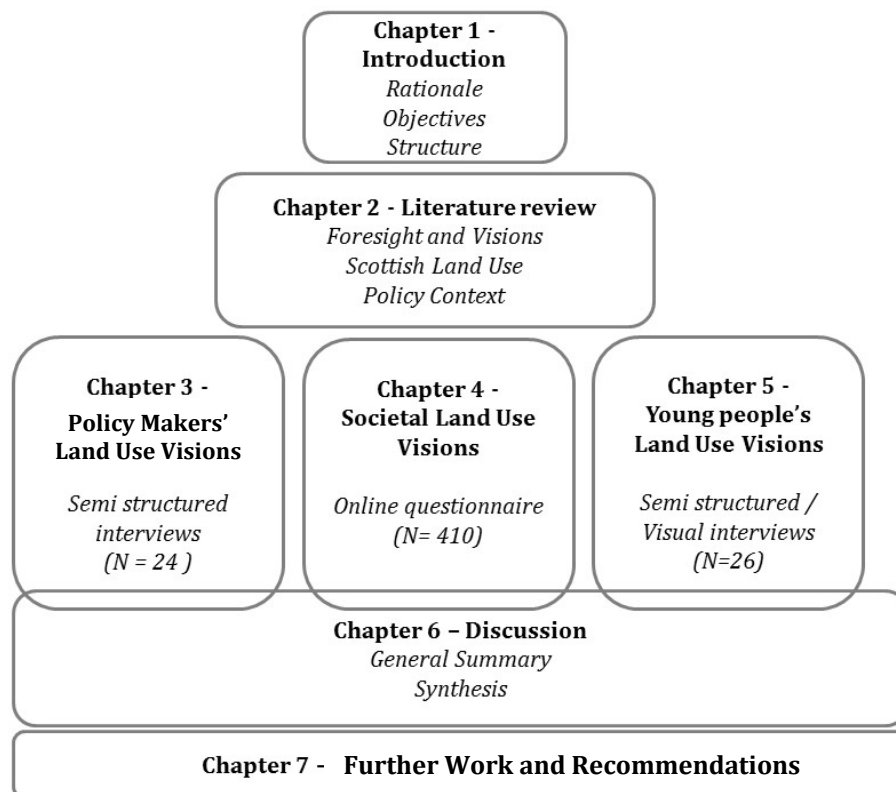 Chapter 1 -
Introduction
Rationale
Objectives
Structure
Chapter 2 - Literature review
Foresight and Visions
Scottish Land Use
Policy Context
Chapter 3 -
Policy Makers’
Land Use Visions
Semi structured
interviews
(N = 24 )
Chapter 4 -
Societal Land Use
Visions
Online questionnaire
(N= 410)
Chapter 5 -
Young people’s
Land Use Visions
Semi structured /
Visual interviews
(N=26)
Chapter 6 – Discussion
General Summary
Synthesis
Chapter 7 - Further Work and Recommendations